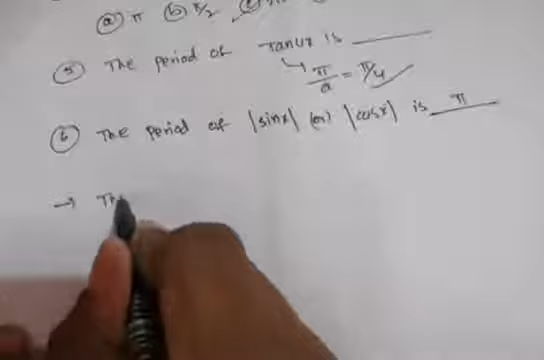 ⓐ π ⓑ π/2
⑤ The period of Tan4x is ______
↳ π/a = π/4 ✓
⑥ The period of |sinx| (or) |cosx| is π
→ Th